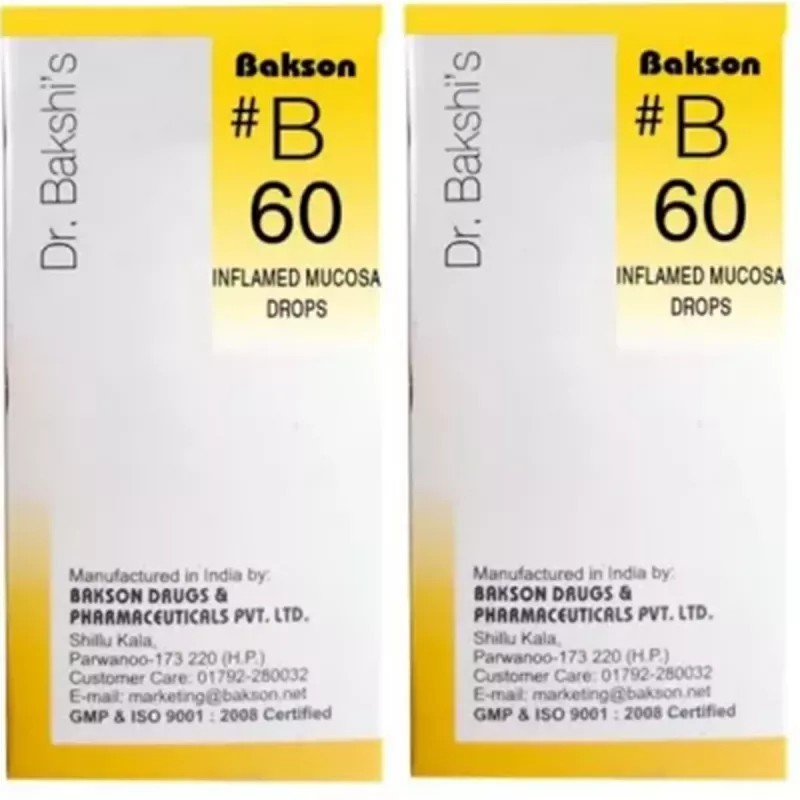 Dr. Bakshi's
Bakson
#B
60
INFLAMED MUCOSA
DROPS
Manufactured in India by:
BAKSON DRUGS &
PHARMACEUTICALS PVT. LTD.
Shillu Kala,
Parwanoo-173 220 (H.P.)
Customer Care: 01792-280032
E-mail: marketing@bakson.net
GMP & ISO 9001 : 2008 Certified
Dr. Bakshi's
Bakson
#B
60
INFLAMED MUCOSA
DROPS
Manufactured in India by:
BAKSON DRUGS &
PHARMACEUTICALS PVT. LTD.
Shillu Kala,
Parwanoo-173 220 (H.P.)
Customer Care: 01792-280032
E-mail: marketing@bakson.net
GMP & ISO 9001 : 2008 Certified